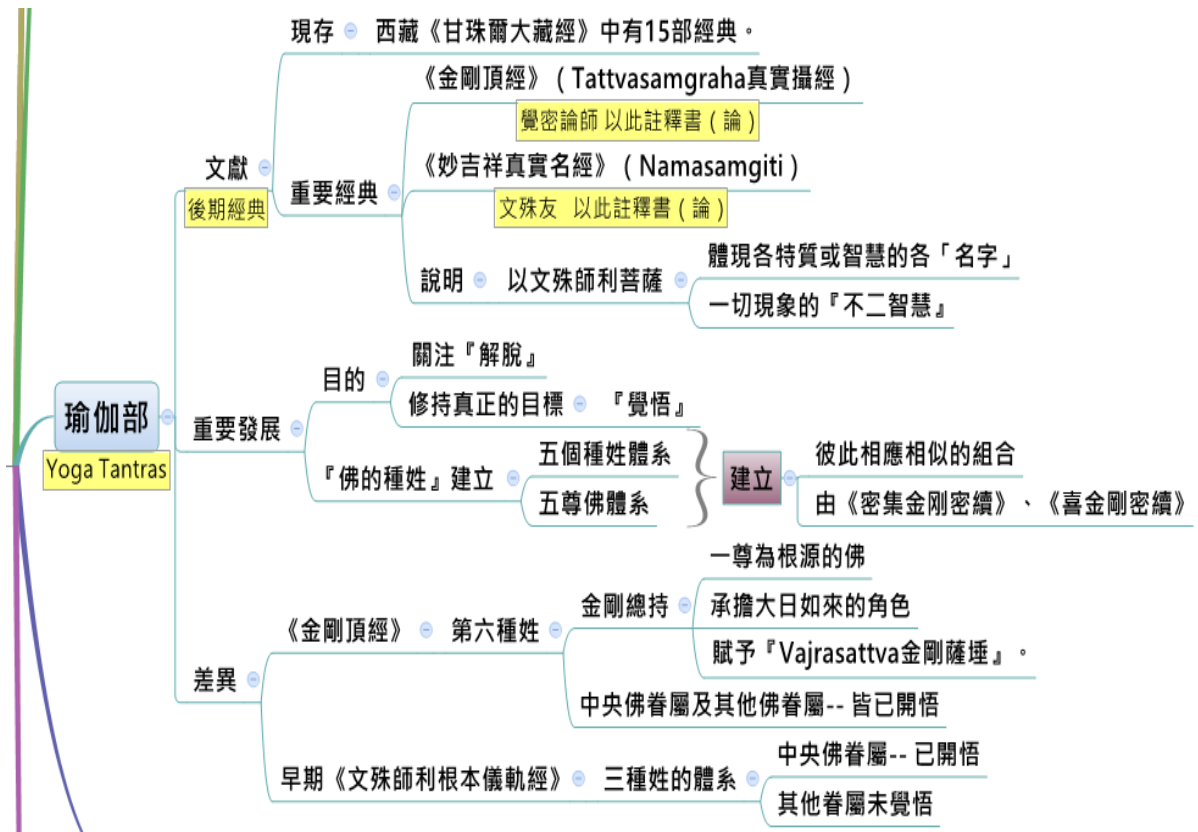 瑜伽部
Yoga Tantras
文獻
後期經典
現存
西藏《甘珠爾大藏經》中有15部經典。
重要經典
《金剛頂經》（Tattvasamgraha真實攝經）
覺密論師 以此註釋書（論）
《妙吉祥真實名經》（Namasamgiti）
文殊友 以此註釋書（論）
說明
以文殊師利菩薩
體現各特質或智慧的各「名字」
一切現象的『不二智慧』
重要發展
目的
關注『解脫』
修持真正的目標
『覺悟』
『佛的種姓』建立
五個種姓體系
五尊佛體系
建立
彼此相應相似的組合
由《密集金剛密續》、《喜金剛密續》
差異
《金剛頂經》
第六種姓
金剛總持
一尊為根源的佛
承擔大日如來的角色
賦予『Vajrasattva金剛薩埵』。
中央佛眷屬及其他佛眷屬-- 皆已開悟
早期《文殊師利根本儀軌經》
三種姓的體系
中央佛眷屬-- 已開悟
其他眷屬未覺悟